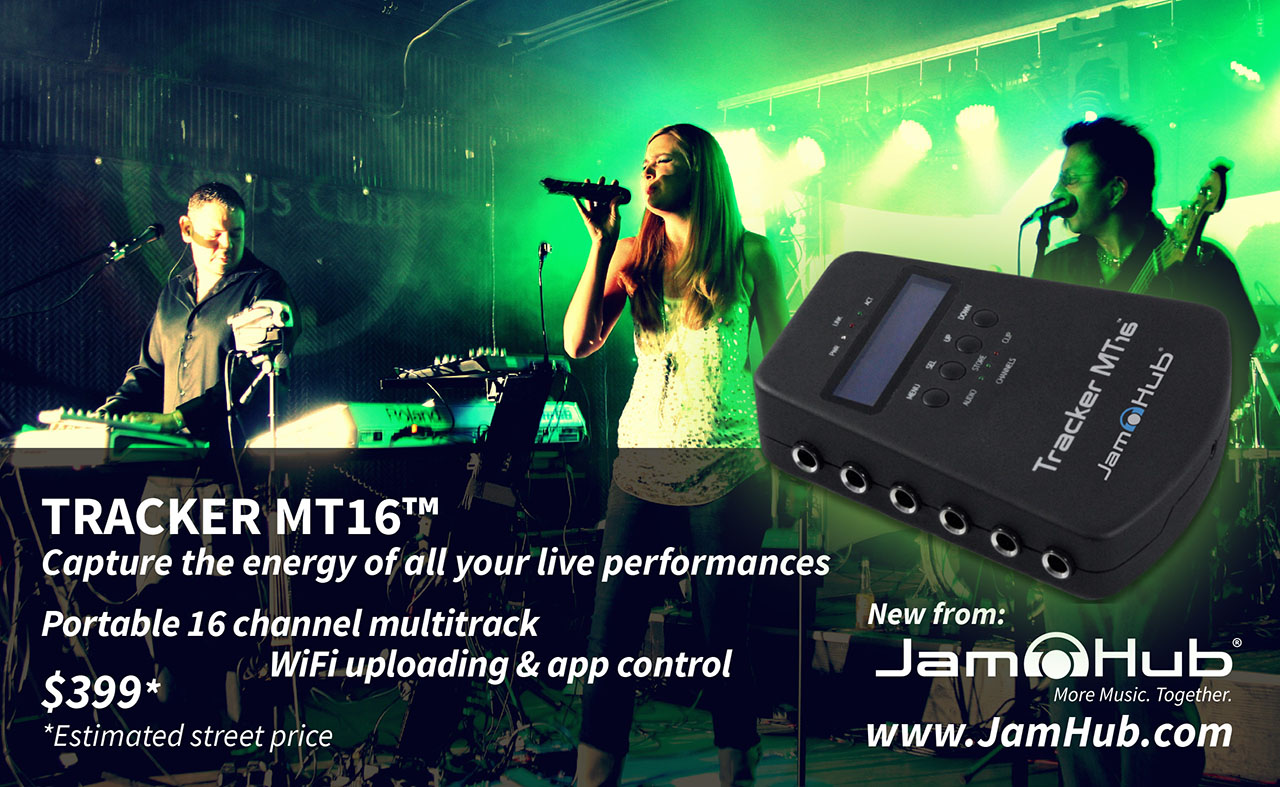 Roland
LINK
ACT
PWR
MENU
SEL
UP
DOWN
AUDIO
STORE
CLIP
CHANNELS
Tracker MT16™
JamHub®
TRACKER MT16™
Capture the energy of all your live performances
Portable 16 channel multitrack
WiFi uploading & app control
$399*
*Estimated street price
New from:
JamHub®
More Music. Together.
www.JamHub.com